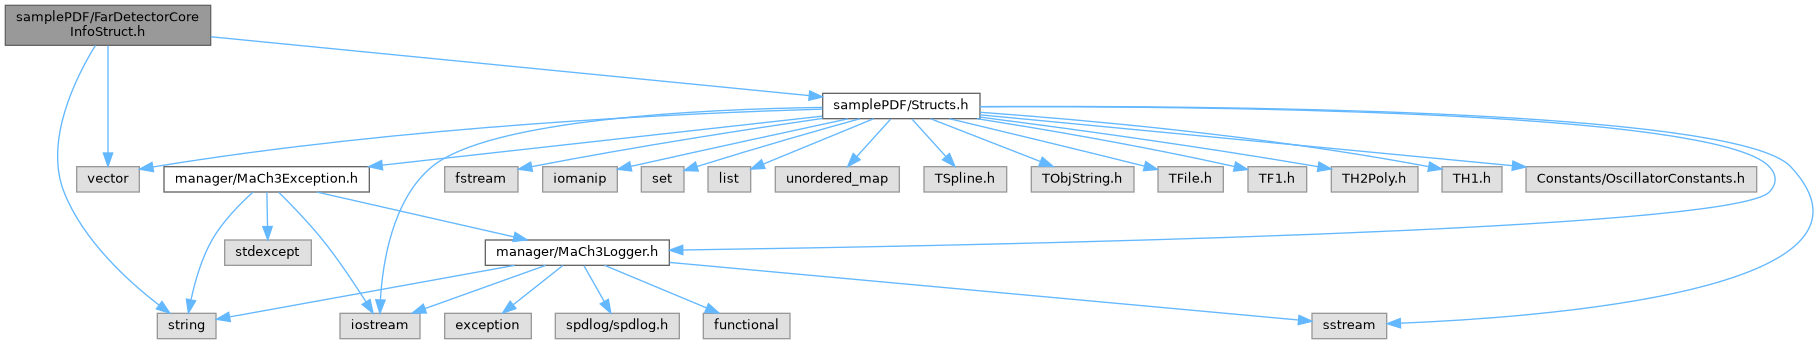 samplePDF/FarDetectorCore
InfoStruct.h
samplePDF/Structs.h
vector
manager/MaCh3Exception.h
fstream
iomanip
set
list
unordered_map
TSpline.h
TObjString.h
TFile.h
TF1.h
TH2Poly.h
TH1.h
Constants/OscillatorConstants.h
stdexcept
manager/MaCh3Logger.h
string
iostream
exception
spdlog/spdlog.h
functional
sstream